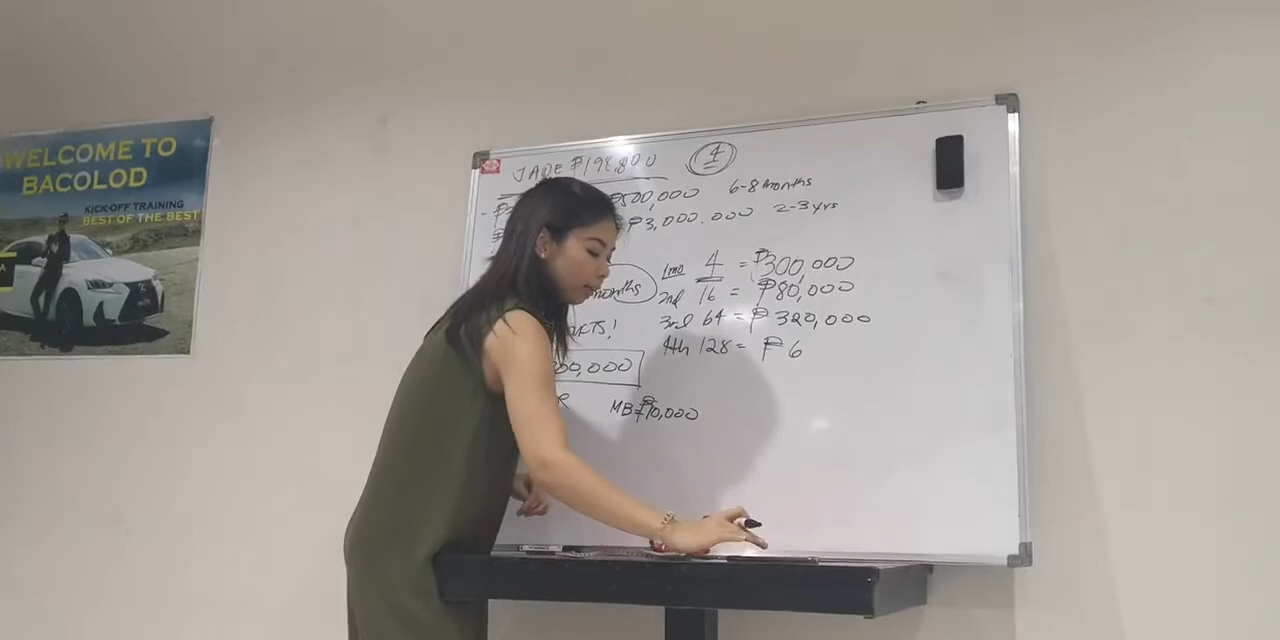 WELCOME TO
BACOLOD
KICK-OFF TRAINING
BEST OF THE BEST
JADE ₱198,800
4
₱500,000 6-8 months
₱3,000.000 2-3 yrs
1mo 4 = ₱300,000
months
2nd 16 = ₱80,000
3rd 64 = ₱320,000
4th 128 = ₱6
00,000
MB=₱10,000